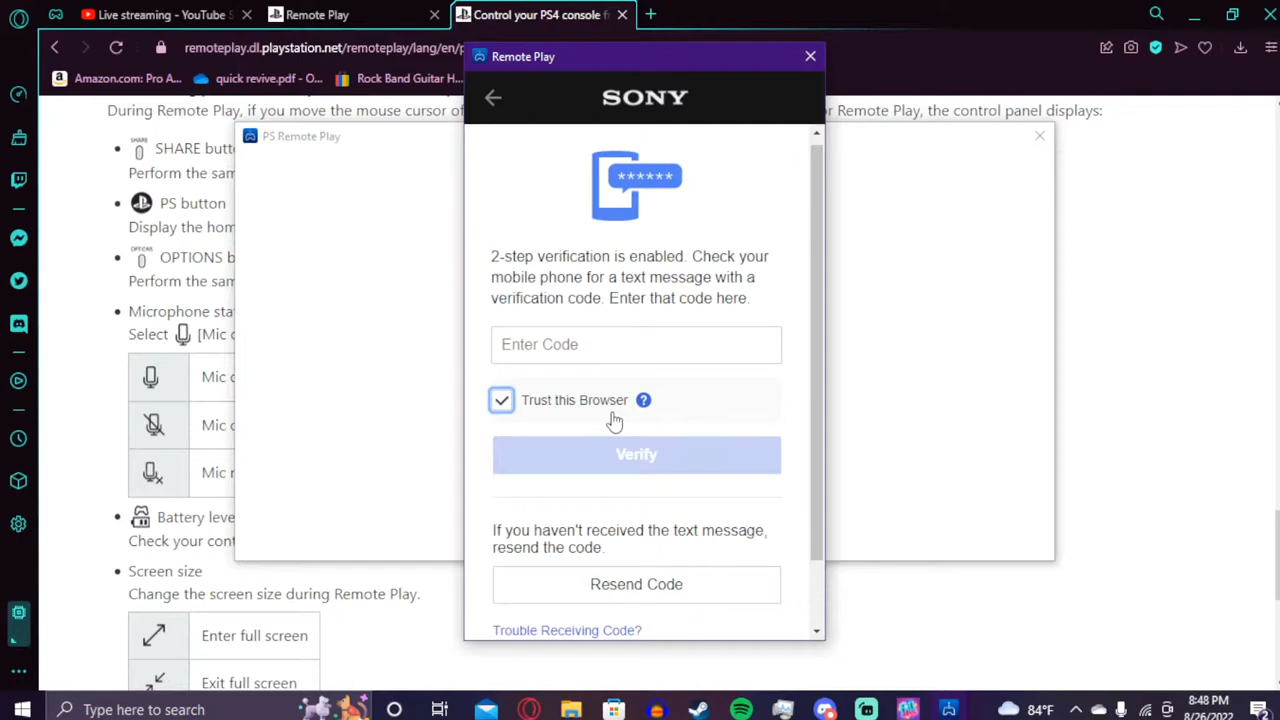 Live streaming - YouTube S
Remote Play
Control your PS4 console f
remoteplay.dl.playstation.net/remoteplay/lang/en/p
Amazon.com: Pro A...
quick revive.pdf - O...
Rock Band Guitar H...
During Remote Play, if you move the mouse cursor of
or Remote Play, the control panel displays:
SHARE
SHARE butt
Perform the sam
PS button
Display the hom
OPTIONS
OPTIONS b
Perform the sam
Microphone sta
Select [Mic c
Mic c
Mic c
Mic r
Battery leve
Check your cont
Screen size
Change the screen size during Remote Play.
Enter full screen
Exit full screen
PS Remote Play
Remote Play
SONY
******
2-step verification is enabled. Check your
mobile phone for a text message with a
verification code. Enter that code here.
Enter Code
Trust this Browser ?
Verify
If you haven't received the text message,
resend the code.
Resend Code
Trouble Receiving Code?
Type here to search
84°F
8:48 PM
8/26/2022